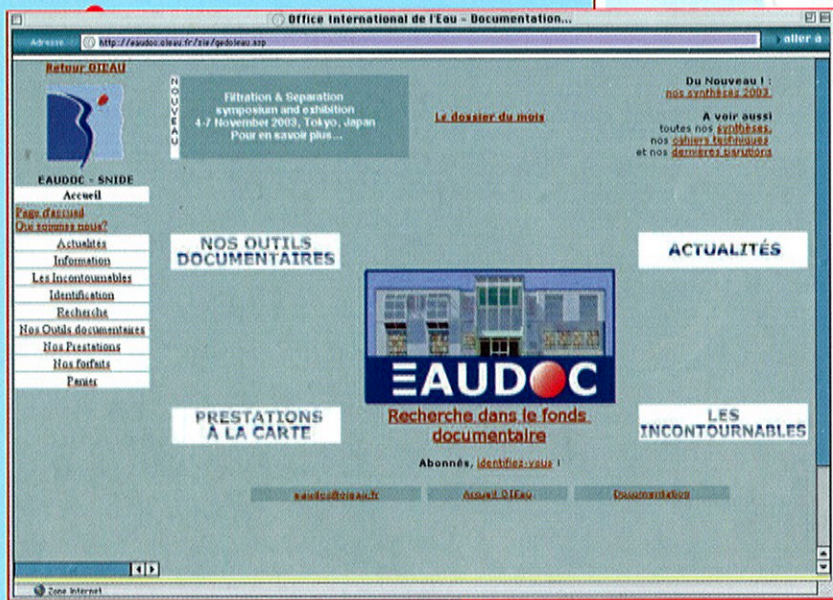 Office International de l'Eau - Documentation...
Adresse http://eaudoc.oieau.fr/zie/gedoieau.asp aller à
Retour OIEAU
EAUDOC - SNIDE
Accueil
Page d'accueil
Qui sommes nous?
Actualités
Information
Les Incontournables
Identification
Recherche
Nos Outils documentaires
Nos Prestations
Nos forfaits
Panier
NOUVEAU
Filtration & Separation
symposium and exhibition
4-7 November 2003, Tokyo, Japan
Pour en savoir plus...
Le dossier du mois
Du Nouveau !:
nos synthèses 2003
A voir aussi
toutes nos synthèses,
nos cahiers techniques
et nos dernières parutions
NOS OUTILS
DOCUMENTAIRES
ACTUALITÉS
EAUDOC
PRESTATIONS
À LA CARTE
Recherche dans le fonds
documentaire
LES
INCONTOURNABLES
Abonnés, identifiez-vous !
eaudoc@oieau.fr
Accueil OIEau
Documentation
Zone Internet